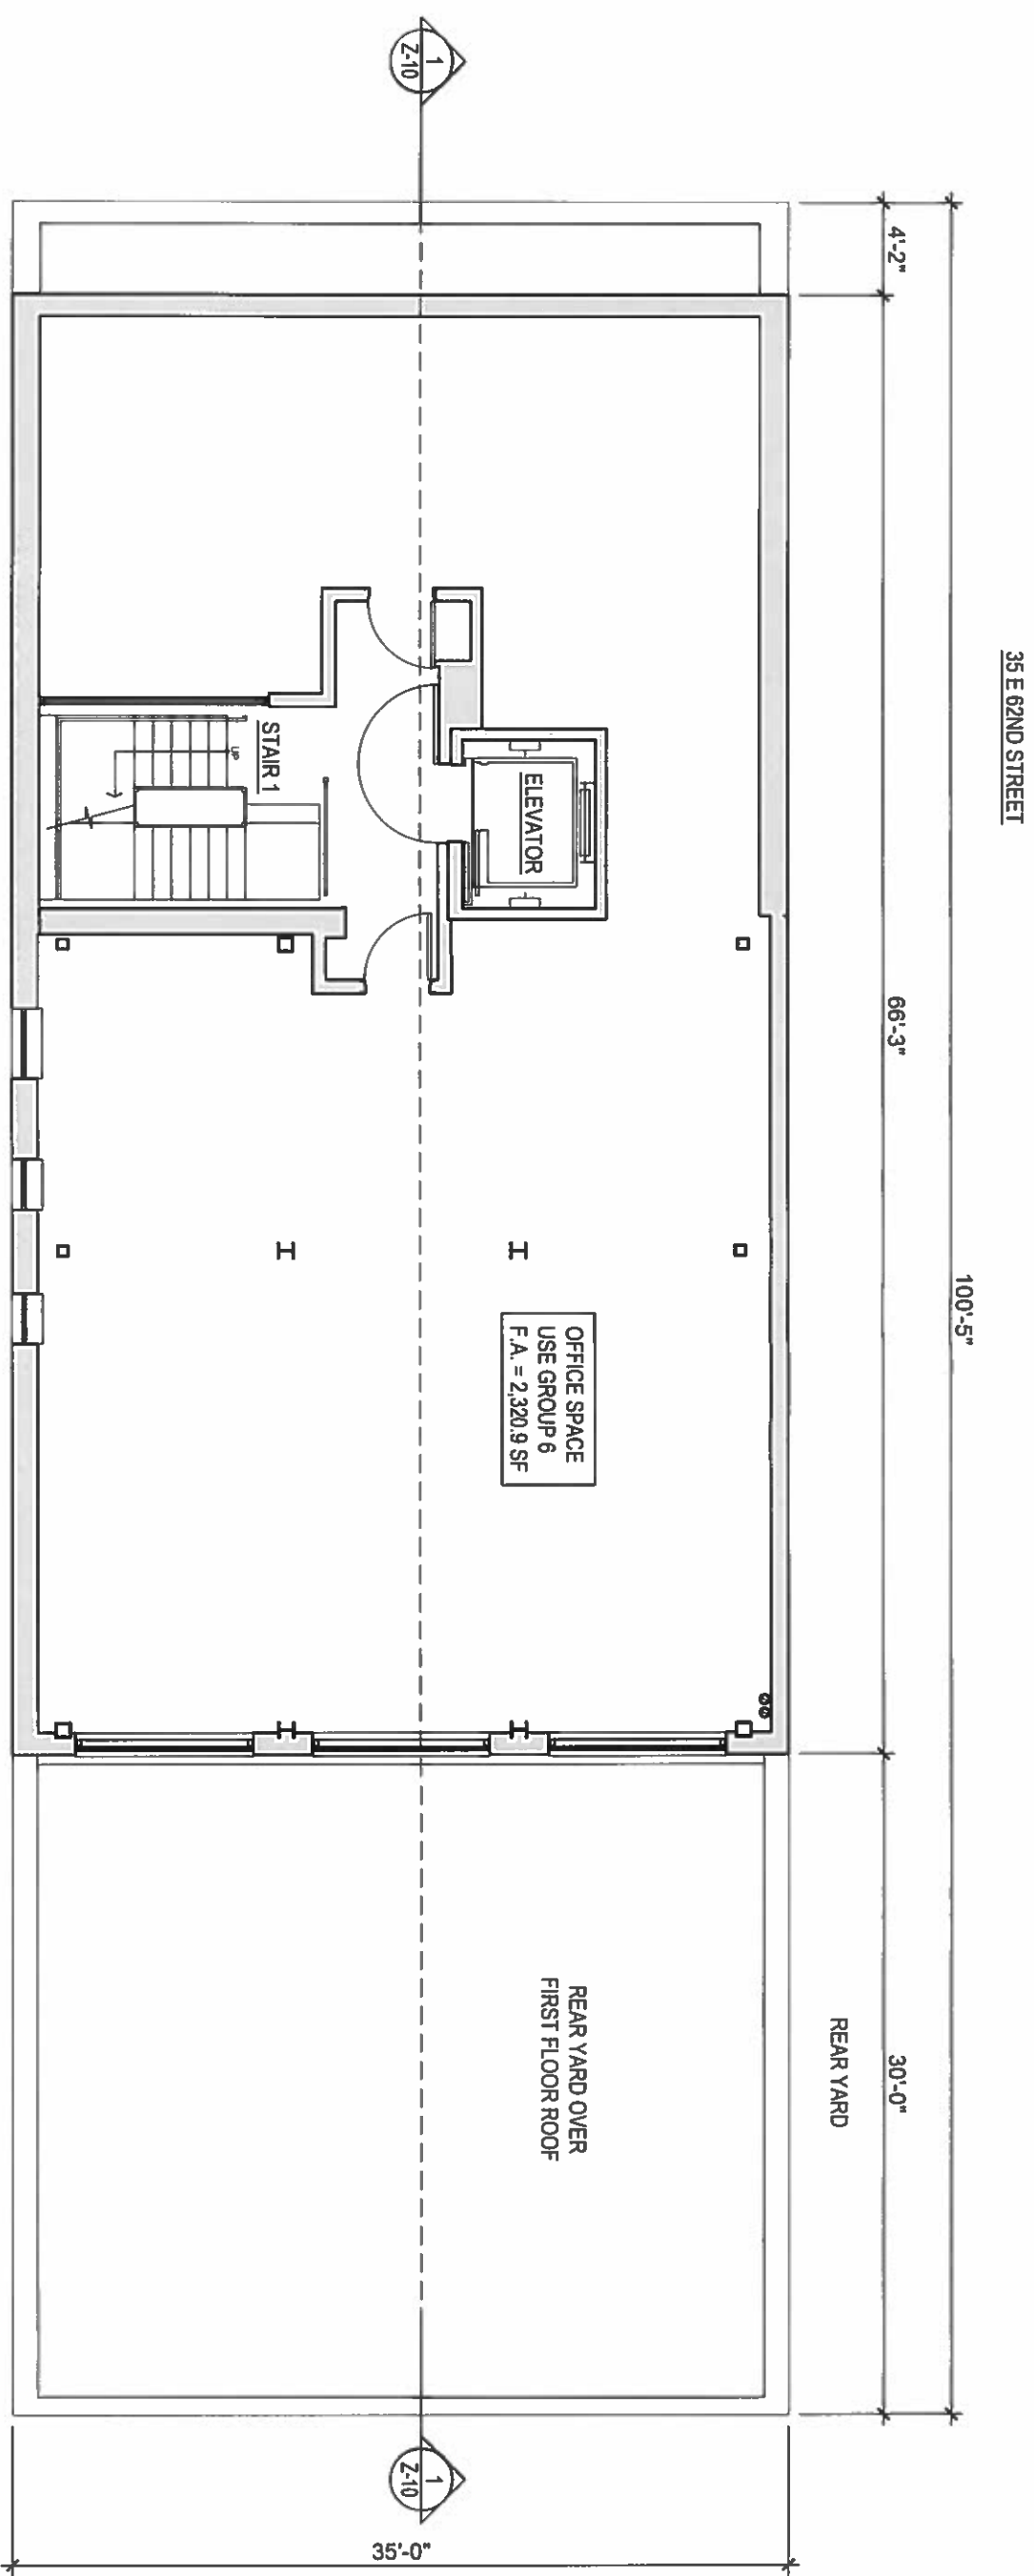 35 E 62ND STREET
100'-5"
4'-2"
66'-3"
30'-0"
REAR YARD
1
Z-10
ELEVATOR
STAIR 1
UP
OFFICE SPACE
USE GROUP 6
F.A. = 2,320.9 SF
REAR YARD OVER
FIRST FLOOR ROOF
1
Z-10
35'-0"